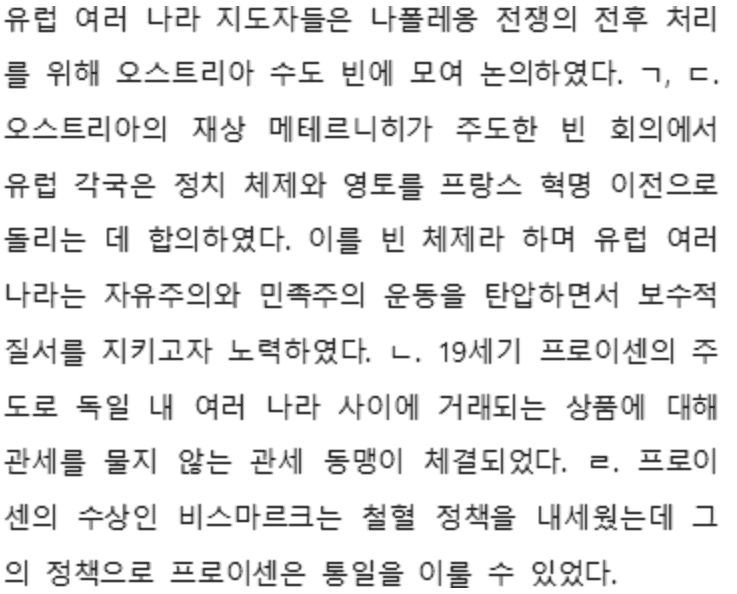 유럽 여러 나라 지도자들은 나폴레옹 전쟁의 전후 처리
를 위해 오스트리아 수도 빈에 모여 논의하였다. ㄱ, ㄷ.
오스트리아의 재상 메테르니히가 주도한 빈 회의에서
유럽 각국은 정치 체제와 영토를 프랑스 혁명 이전으로
돌리는 데 합의하였다. 이를 빈 체제라 하며 유럽 여러
나라는 자유주의와 민족주의 운동을 탄압하면서 보수적
질서를 지키고자 노력하였다. ㄴ. 19세기 프로이센의 주
도로 독일 내 여러 나라 사이에 거래되는 상품에 대해
관세를 물지 않는 관세 동맹이 체결되었다. ㄹ. 프로이
센의 수상인 비스마르크는 철혈 정책을 내세웠는데 그
의 정책으로 프로이센은 통일을 이룰 수 있었다.